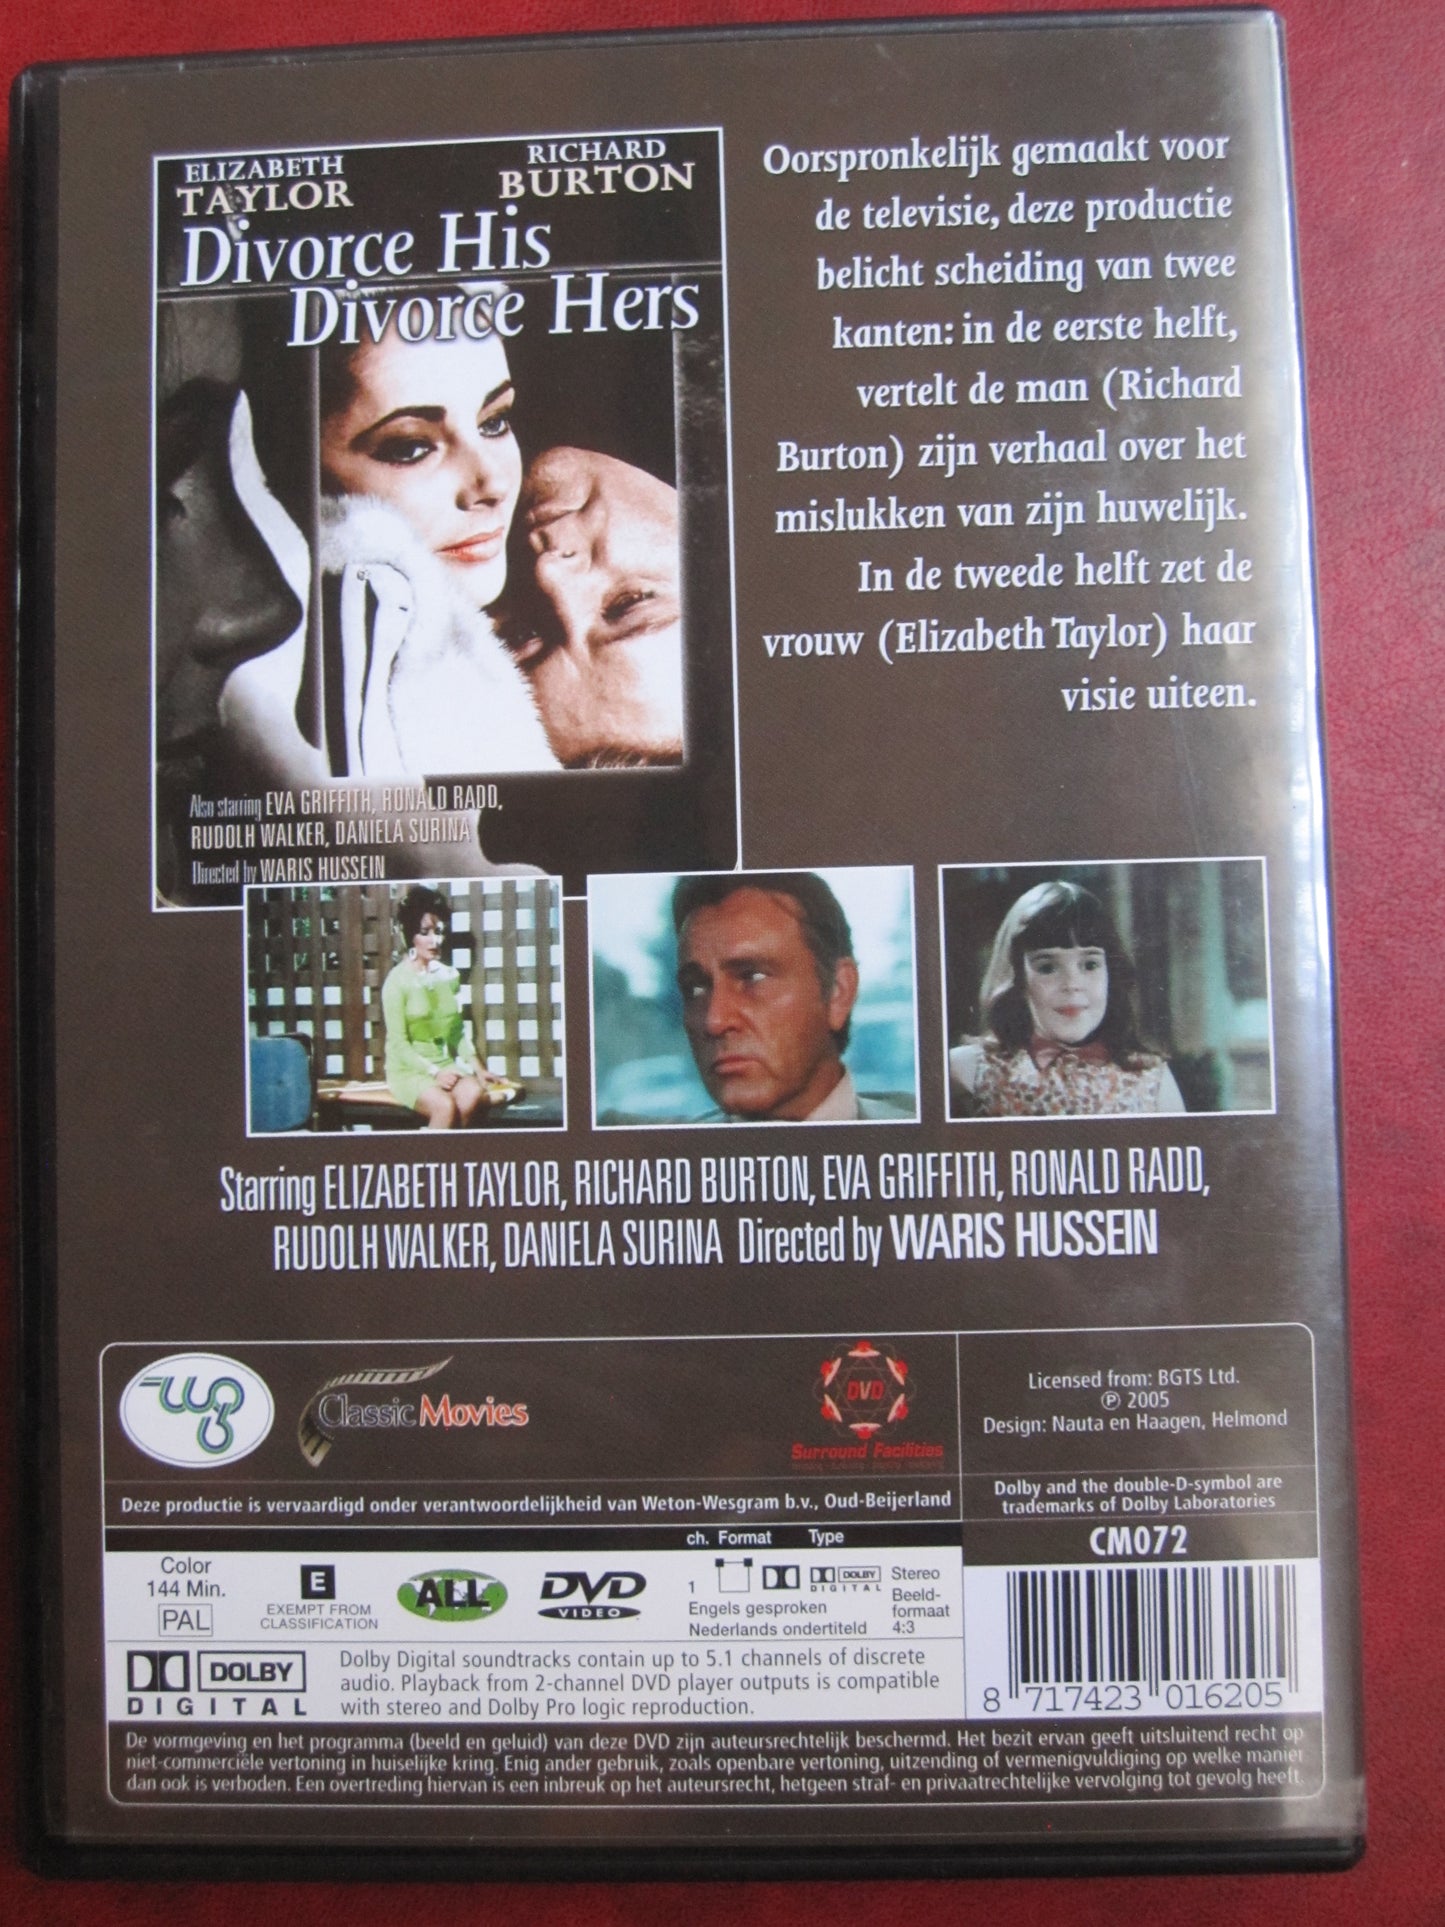 ELIZABETH
TAYLOR
RICHARD
BURTON
Divorce His
Divorce Hers
Also starring EVA GRIFFITH, RONALD RADD,
RUDOLH WALKER, DANIELA SURINA
Directed by WARIS HUSSEIN
Oorspronkelijk gemaakt voor
de televisie, deze productie
belicht scheiding van twee
kanten: in de eerste helft,
vertelt de man (Richard
Burton) zijn verhaal over het
mislukken van zijn huwelijk.
In de tweede helft zet de
vrouw (Elizabeth Taylor) haar
visie uiteen.
Starring ELIZABETH TAYLOR, RICHARD BURTON, EVA GRIFFITH, RONALD RADD,
RUDOLH WALKER, DANIELA SURINA Directed by WARIS HUSSEIN
Classic Movies
DVD
Surround Facilities
Licensed from: BGTS Ltd.
℗ 2005
Design: Nauta en Haagen, Helmond
Deze productie is vervaardigd onder verantwoordelijkheid van Weton-Wesgram b.v., Oud-Beijerland
Dolby and the double-D-symbol are
trademarks of Dolby Laboratories
CM072
ch. Format Type
Color
144 Min.
PAL
E
EXEMPT FROM
CLASSIFICATION
ALL
DVD
VIDEO
1
DOLBY
DIGITAL
Engels gesproken
Nederlands ondertiteld
Stereo
Beeld-
formaat
4:3
DOLBY
DIGITAL
Dolby Digital soundtracks contain up to 5.1 channels of discrete
audio. Playback from 2-channel DVD player outputs is compatible
with stereo and Dolby Pro logic reproduction.
8 717423 016205
De vormgeving en het programma (beeld en geluid) van deze DVD zijn auteursrechtelijk beschermd. Het bezit ervan geeft uitsluitend recht op
niet-commerciële vertoning in huiselijke kring. Enig ander gebruik, zoals openbare vertoning, uitzending of vermenigvuldiging op welke manier
dan ook is verboden. Een overtreding hiervan is een inbreuk op het auteursrecht, hetgeen straf- en privaatrechtelijke vervolging tot gevolg heeft.